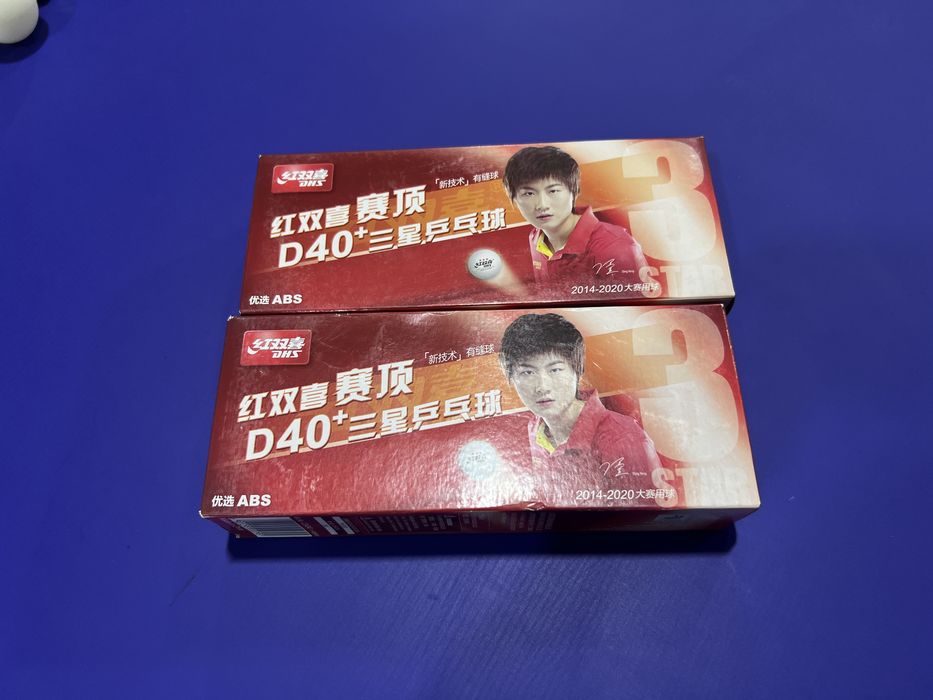 红双喜
DHS
「新技术」有缝球
红双喜 赛顶
D40+三星乒乓球
3
STAR
优选 ABS
2014-2020大赛用球
红双喜
DHS
「新技术」有缝球
红双喜 赛顶
D40+三星乒乓球
3
STAR
优选 ABS
2014-2020大赛用球